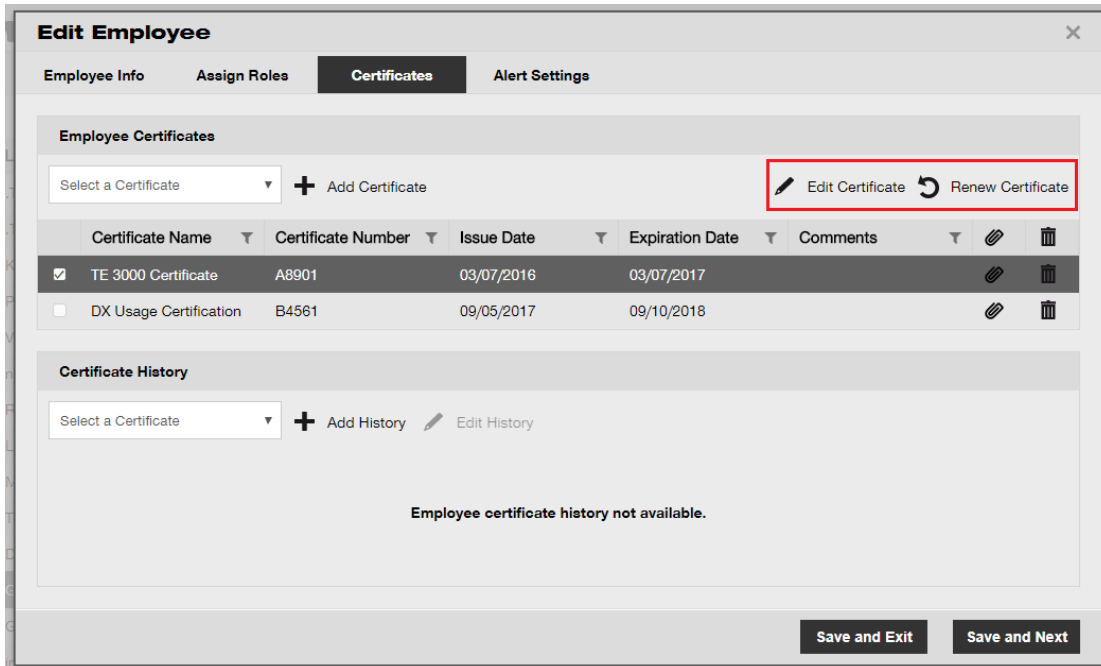 Edit Employee
Employee Info Assign Roles Certificates Alert Settings
Employee Certificates
Select a Certificate Add Certificate Edit Certificate Renew Certificate
Certificate Name Certificate Number Issue Date Expiration Date Comments
TE 3000 Certificate A8901 03/07/2016 03/07/2017
DX Usage Certification B4561 09/05/2017 09/10/2018
Certificate History
Select a Certificate Add History Edit History
Employee certificate history not available.
Save and Exit Save and Next